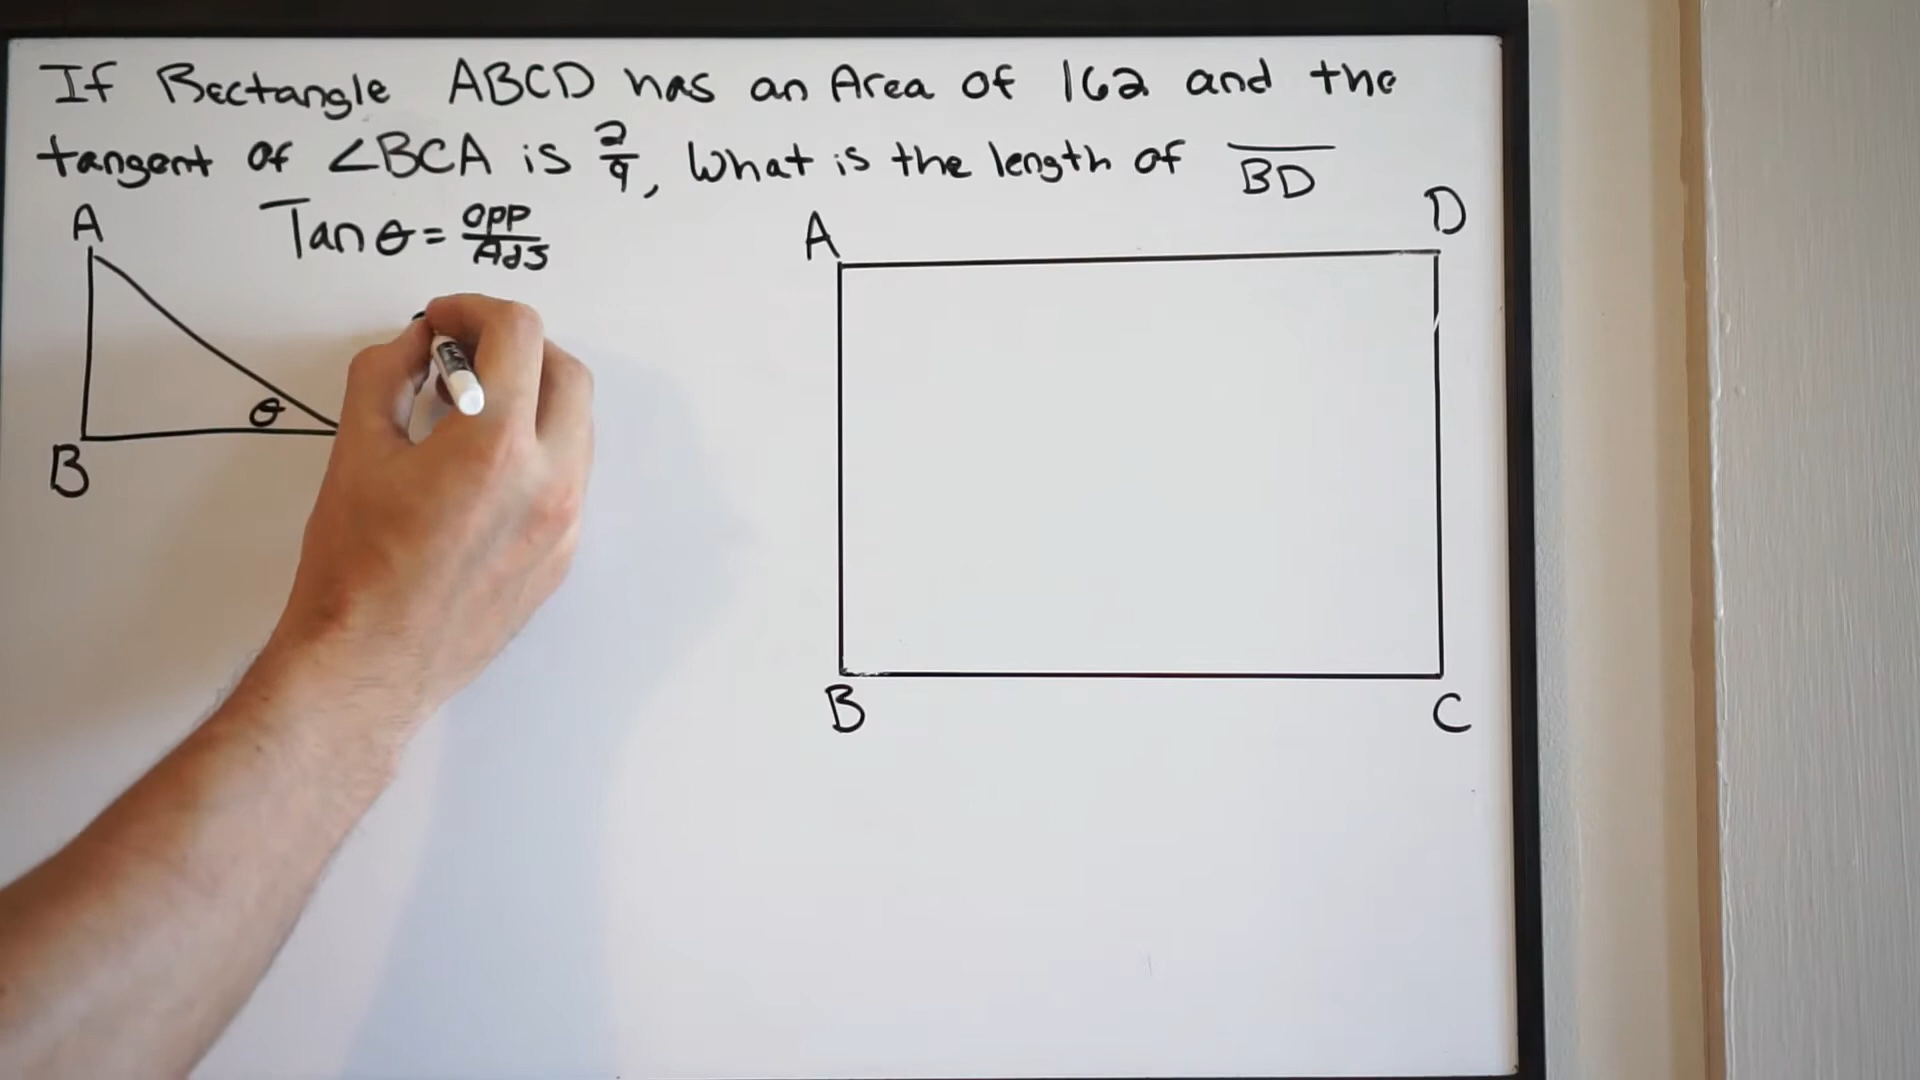 If Rectangle ABCD has an Area of 162 and the
tangent of ∠BCA is 2/9, What is the length of BD
Tan θ = OPP/Adj
A
θ
B
A
D
B
C